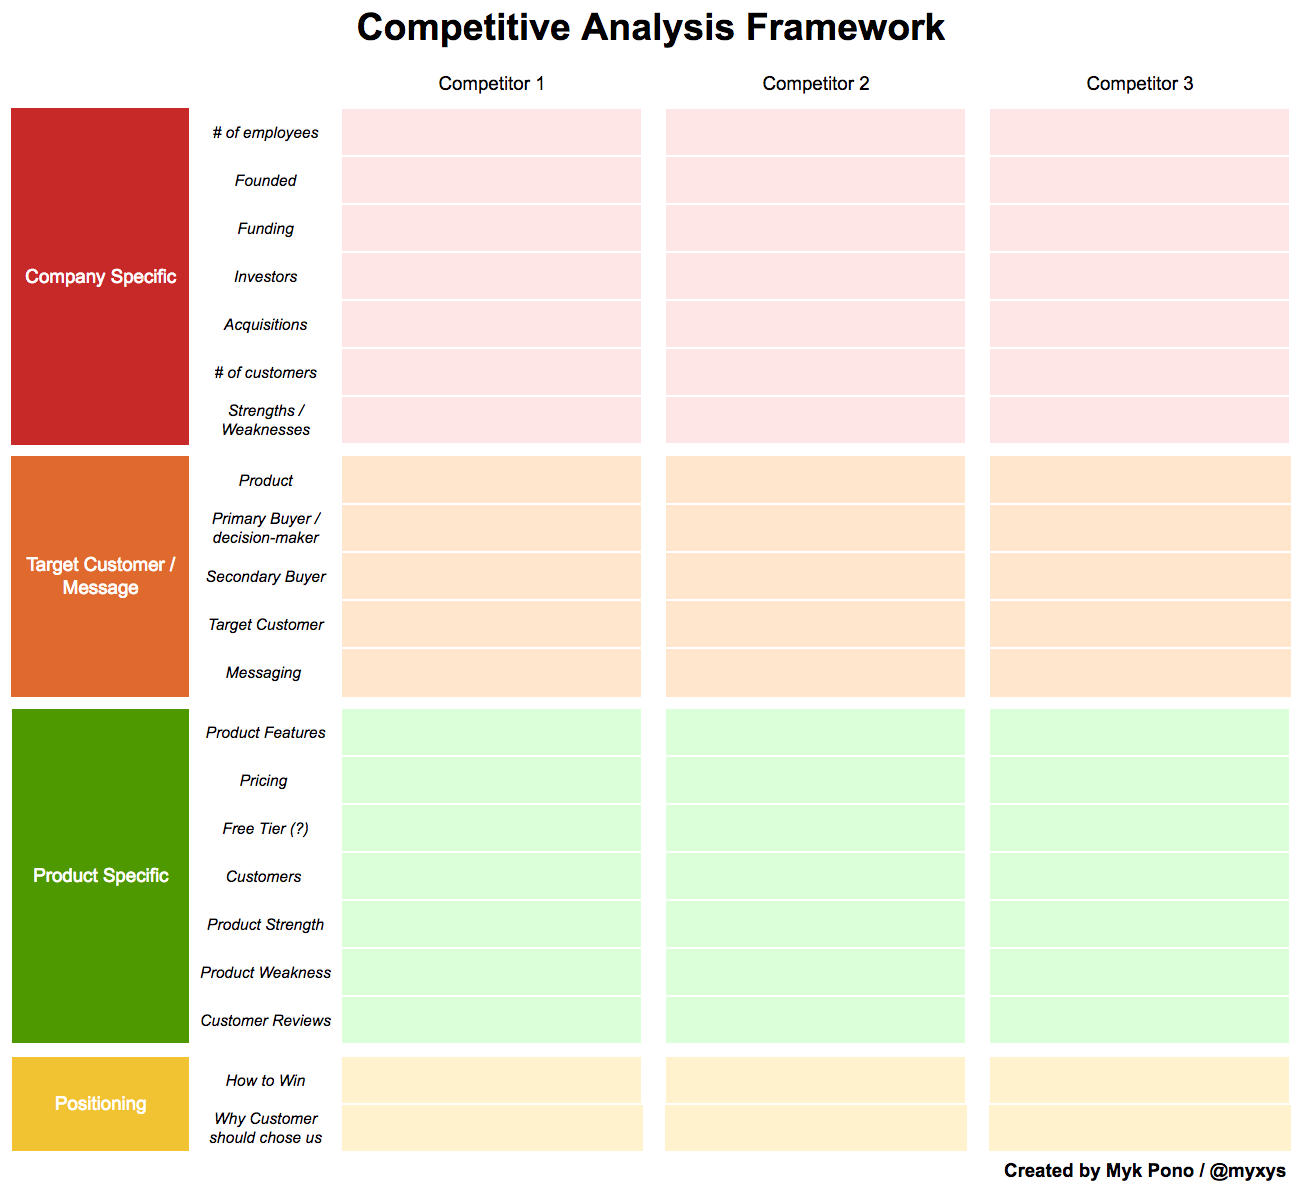 Competitive Analysis Framework
Competitor 1 Competitor 2 Competitor 3
Company Specific
# of employees
Founded
Funding
Investors
Acquisitions
# of customers
Strengths /
Weaknesses
Target Customer /
Message
Product
Primary Buyer /
decision-maker
Secondary Buyer
Target Customer
Messaging
Product Specific
Product Features
Pricing
Free Tier (?)
Customers
Product Strength
Product Weakness
Customer Reviews
Positioning
How to Win
Why Customer
should chose us
Created by Myk Pono / @myxys